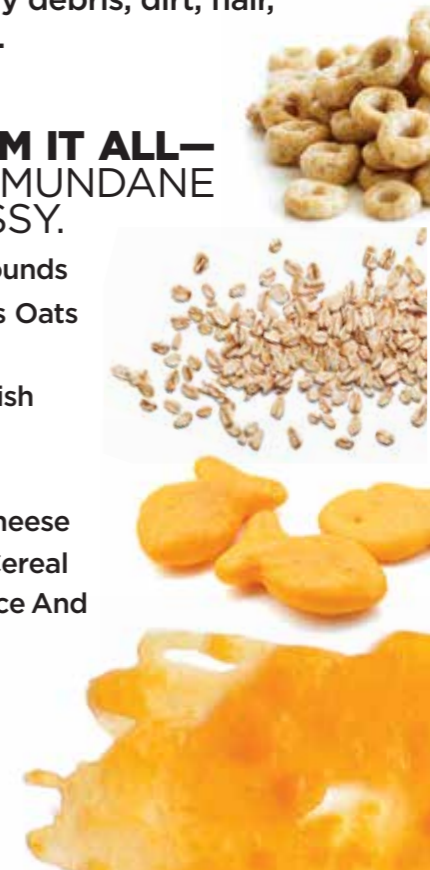 y debris, dirt, hair,
.
M IT ALL—
MUNDANE
SSY.
ounds
s Oats
ish
heese
Cereal
ce And